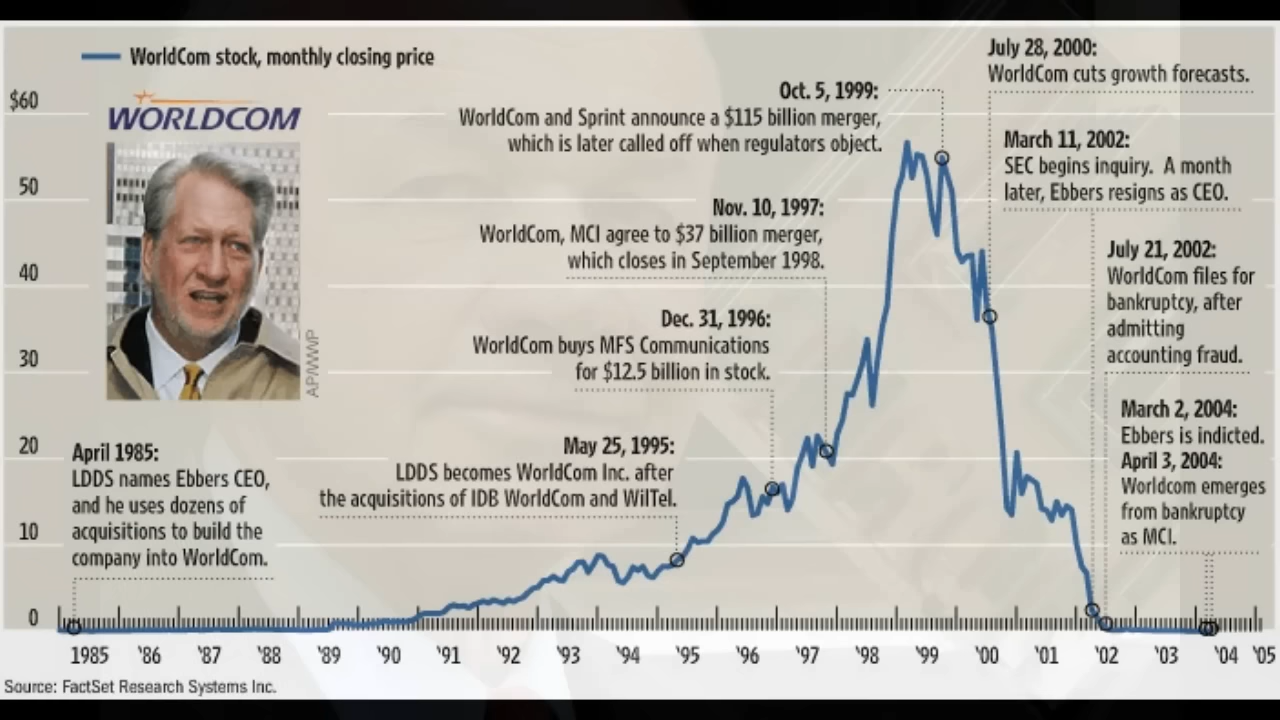 WorldCom stock, monthly closing price
WORLDCOM
AP/WWP
$60
50
40
30
20
10
0
April 1985:
LDDS names Ebbers CEO,
and he uses dozens of
acquisitions to build the
company into WorldCom.
May 25, 1995:
LDDS becomes WorldCom Inc. after
the acquisitions of IDB WorldCom and WilTel.
Dec. 31, 1996:
WorldCom buys MFS Communications
for $12.5 billion in stock.
Nov. 10, 1997:
WorldCom, MCI agree to $37 billion merger,
which closes in September 1998.
Oct. 5, 1999:
WorldCom and Sprint announce a $115 billion merger,
which is later called off when regulators object.
July 28, 2000:
WorldCom cuts growth forecasts.
March 11, 2002:
SEC begins inquiry. A month
later, Ebbers resigns as CEO.
July 21, 2002:
WorldCom files for
bankruptcy, after
admitting
accounting fraud.
March 2, 2004:
Ebbers is indicted.
April 3, 2004:
Worldcom emerges
from bankruptcy
as MCI.
1985 '86 '87 '88 '89 '90 '91 '92 '93 '94 '95 '96 '97 '98 '99 '00 '01 '02 '03 '04 '05
Source: FactSet Research Systems Inc.